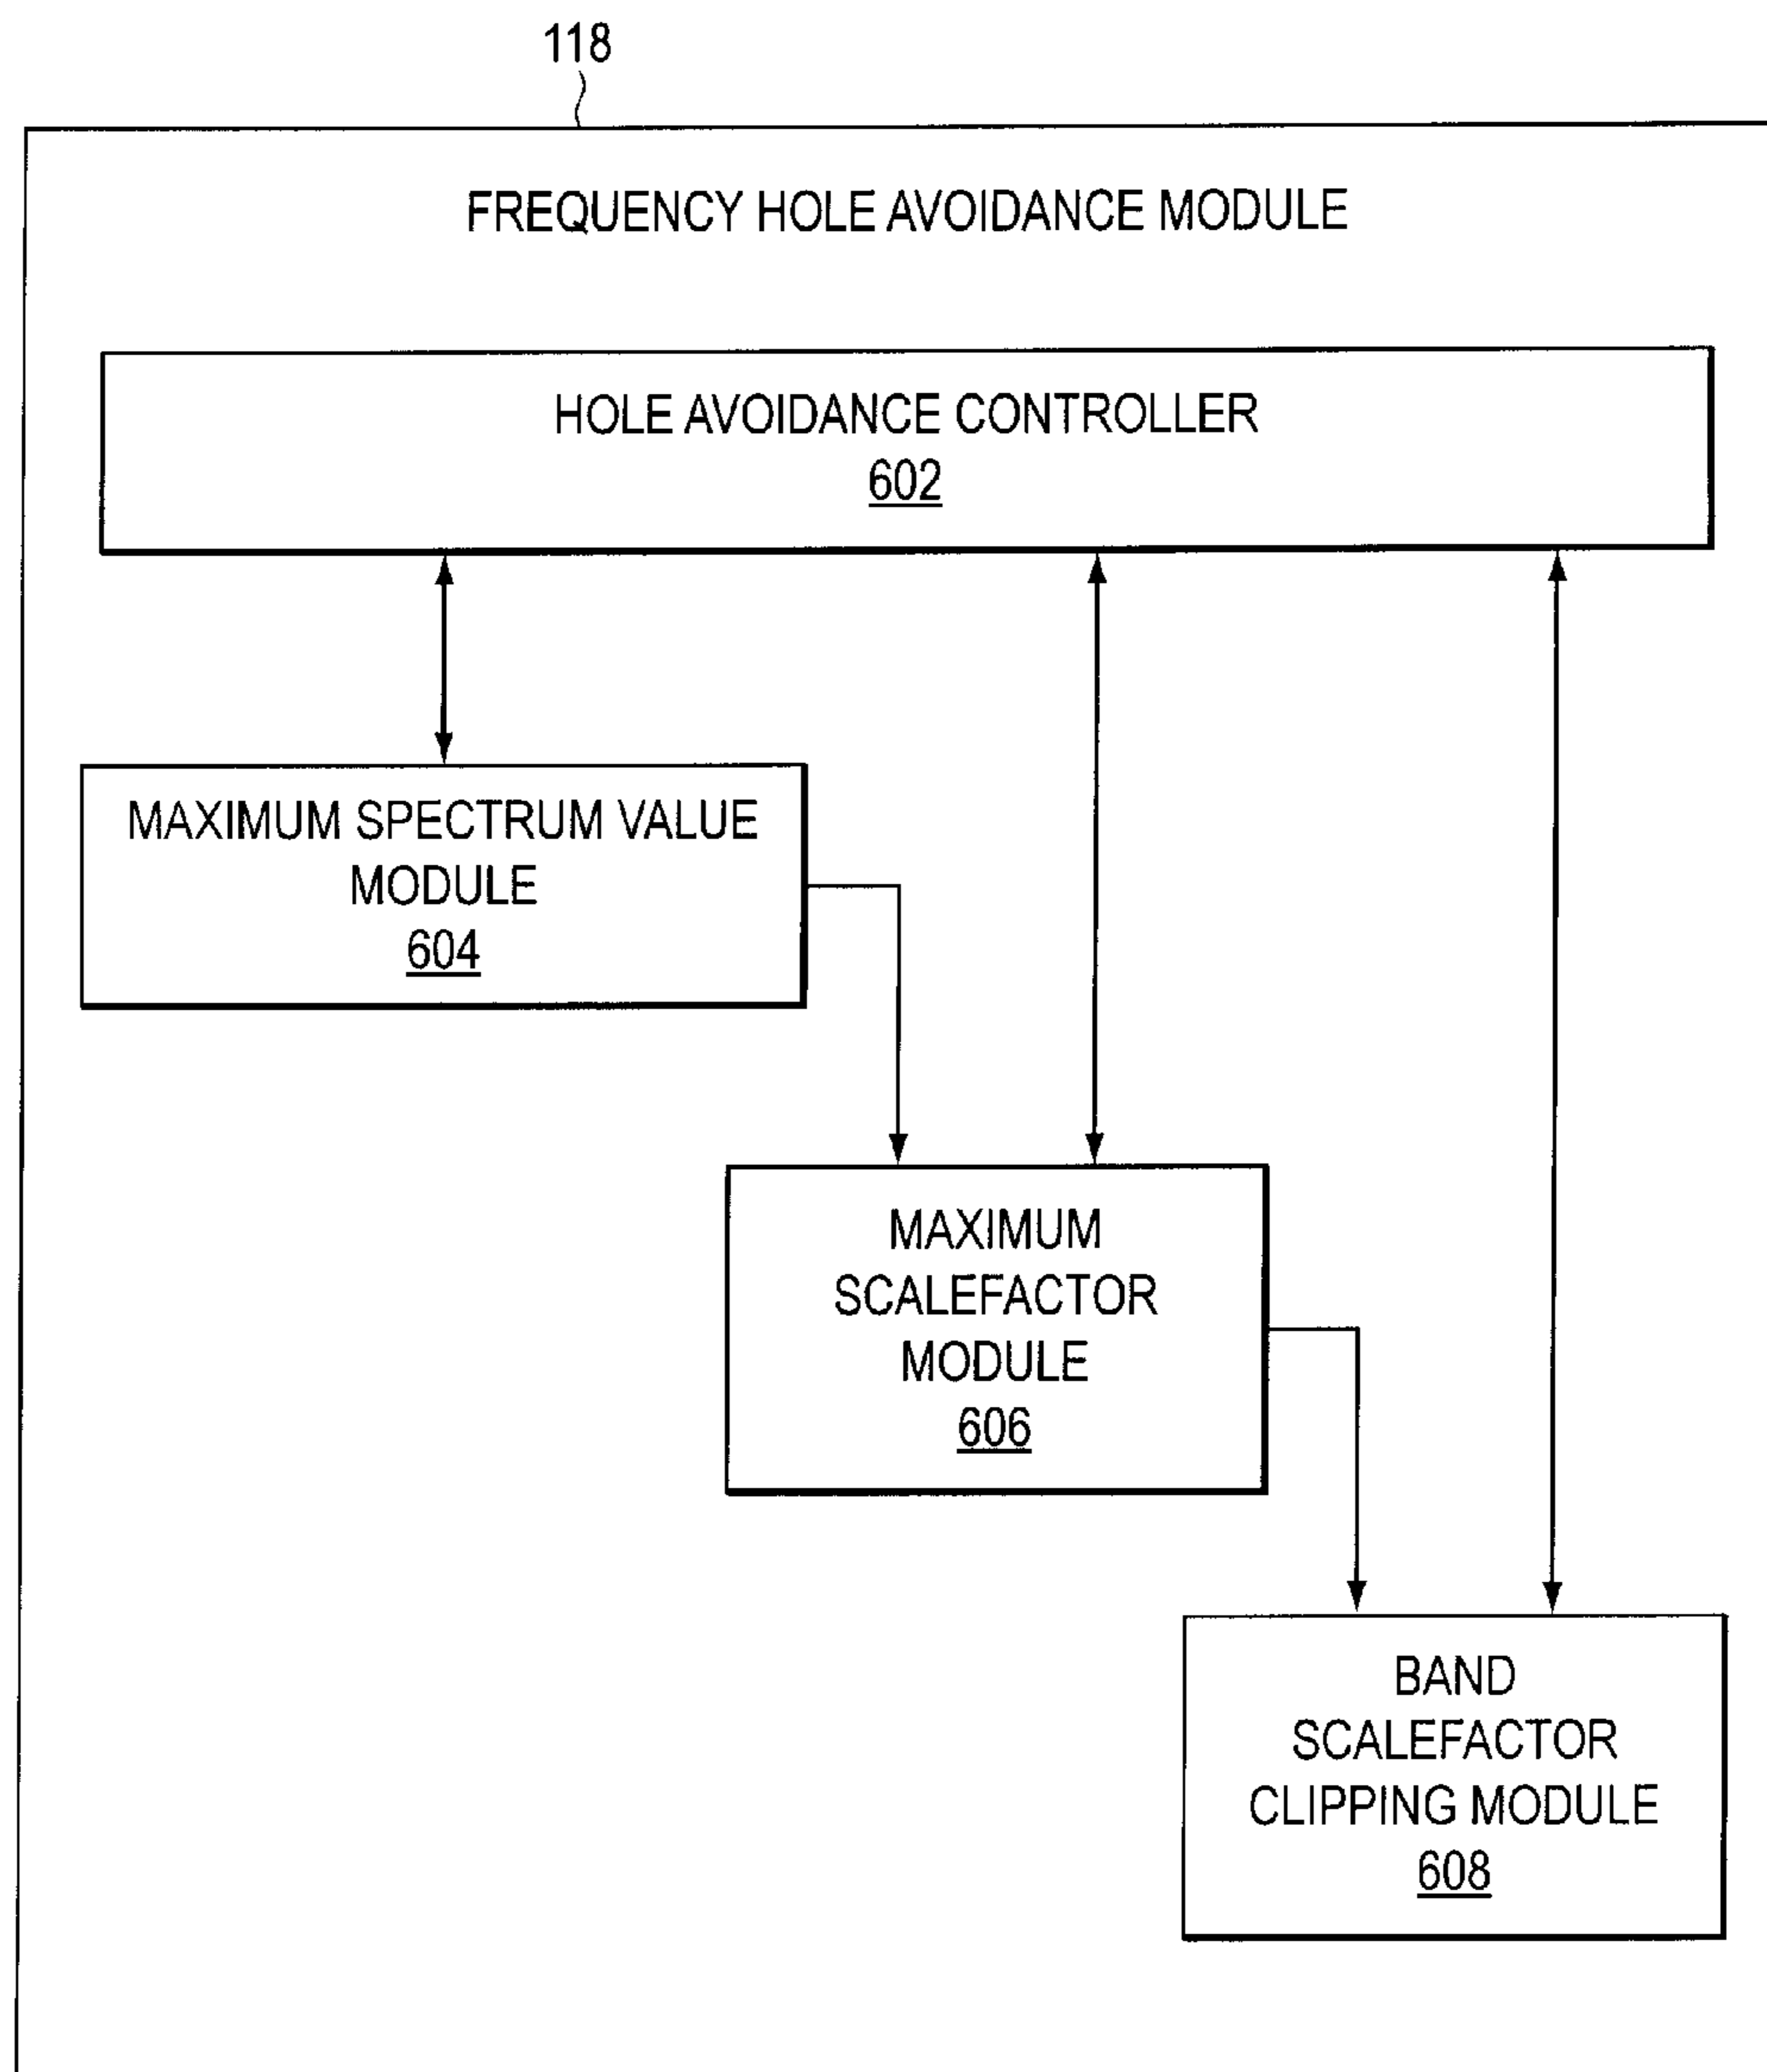 118
FREQUENCY HOLE AVOIDANCE MODULE
HOLE AVOIDANCE CONTROLLER
602
MAXIMUM SPECTRUM VALUE
MODULE
604
MAXIMUM
SCALEFACTOR
MODULE
606
BAND
SCALEFACTOR
CLIPPING MODULE
608